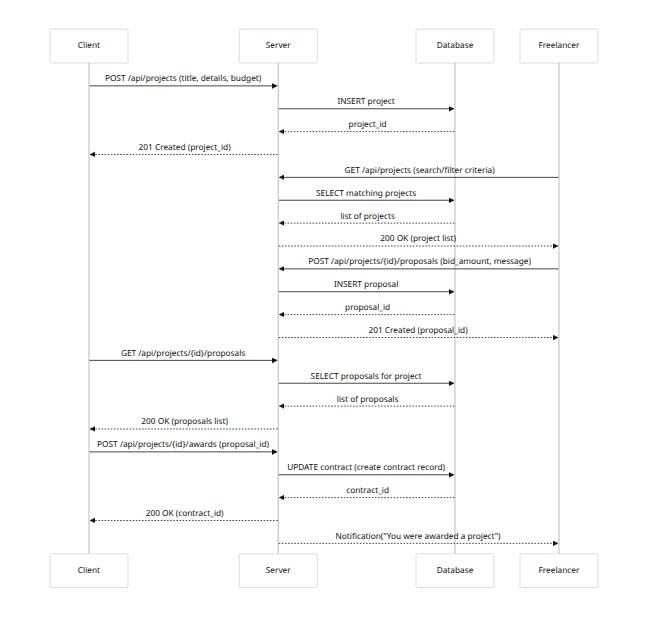 Client
Server
Database
Freelancer
POST /api/projects (title, details, budget)
INSERT project
project_id
201 Created (project_id)
GET /api/projects (search/filter criteria)
SELECT matching projects
list of projects
200 OK (project list)
POST /api/projects/{id}/proposals (bid_amount, message)
INSERT proposal
proposal_id
201 Created (proposal_id)
GET /api/projects/{id}/proposals
SELECT proposals for project
list of proposals
200 OK (proposals list)
POST /api/projects/{id}/awards (proposal_id)
UPDATE contract (create contract record)
contract_id
200 OK (contract_id)
Notification("You were awarded a project")
Client
Server
Database
Freelancer